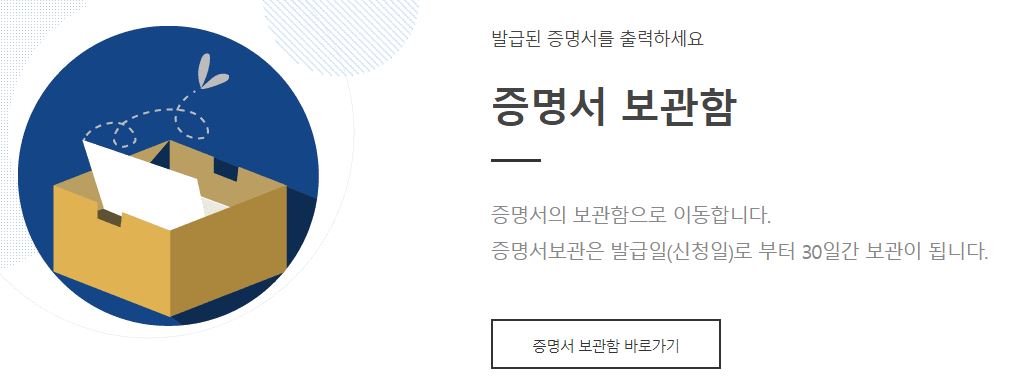 발급된 증명서를 출력하세요
증명서 보관함
증명서의 보관함으로 이동합니다.
증명서보관은 발급일(신청일)로 부터 30일간 보관이 됩니다.
증명서 보관함 바로가기